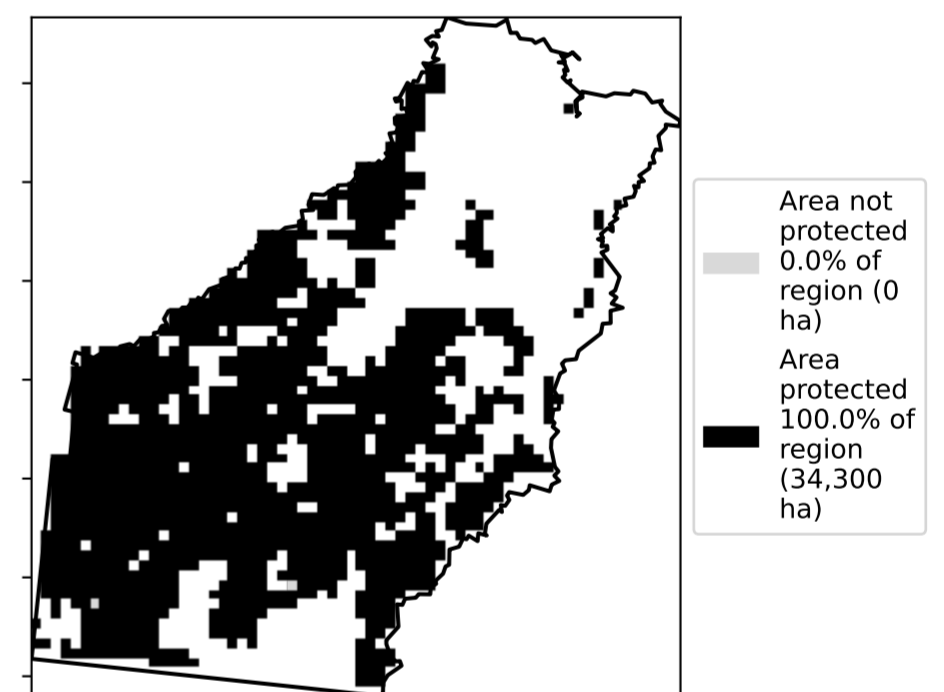 Area not
protected
0.0% of
region (0
ha)
Area
protected
100.0% of
region
(34,300
ha)